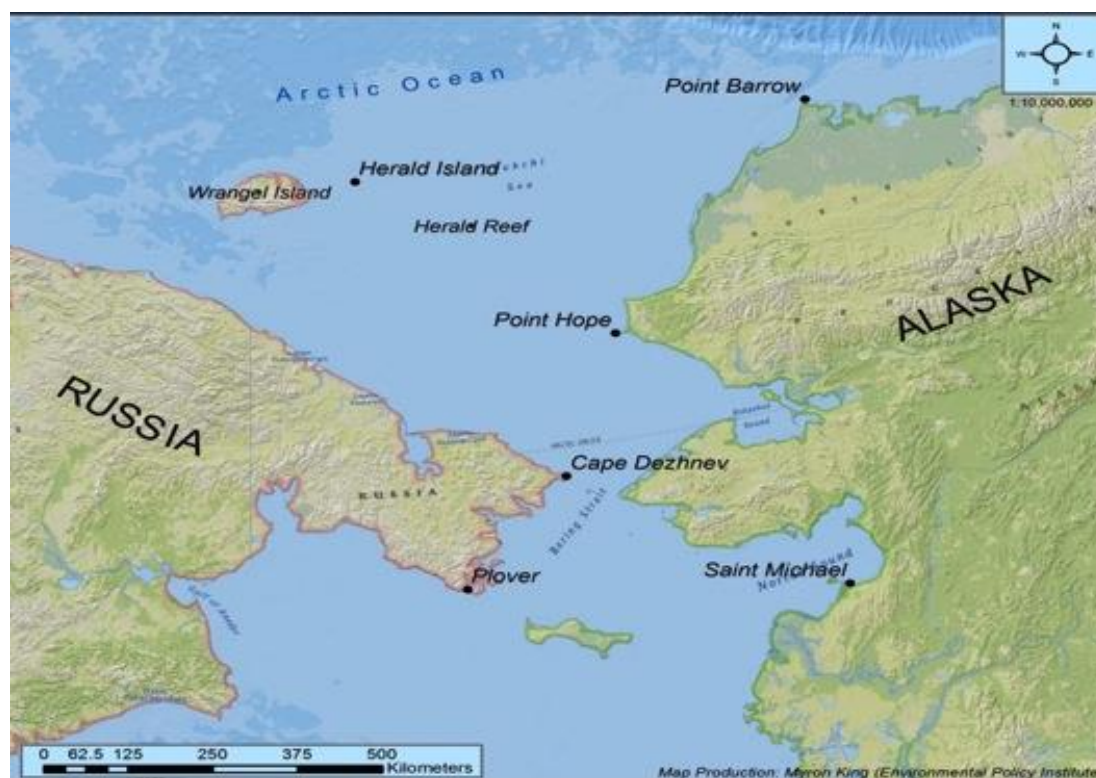 N
W E
S
1:10,000,000
Arctic Ocean
Point Barrow
Herald Island
Sea
Wrangel Island
Herald Reef
ALASKA
Point Hope
RUSSIA
Sound
Cape Dezhnev
RUSSIA
Bering Strait
Plover
Saint Michael
0 62.5 125 250 375 500
Kilometers
Map Production: Myron King (Environmental Policy Institute